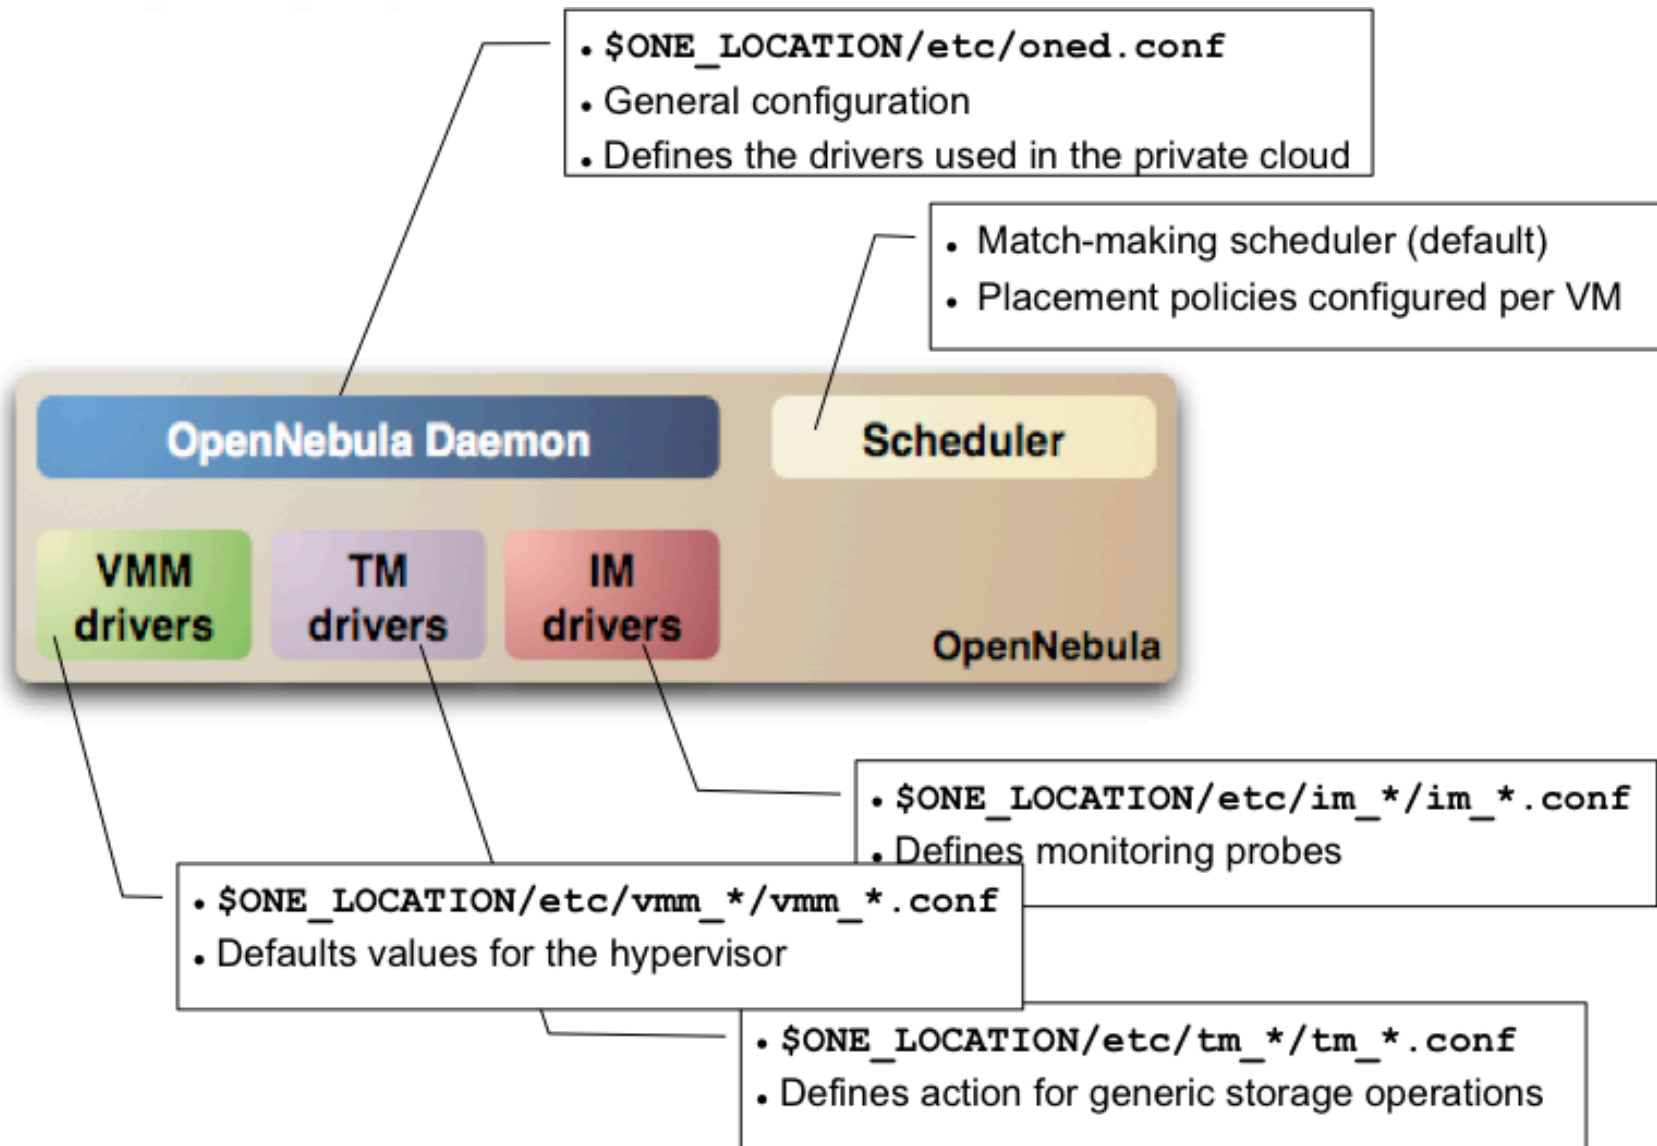 • $ONE_LOCATION/etc/oned.conf
• General configuration
• Defines the drivers used in the private cloud
• Match-making scheduler (default)
• Placement policies configured per VM
OpenNebula Daemon
Scheduler
VMM
drivers
TM
drivers
IM
drivers
OpenNebula
• $ONE_LOCATION/etc/im_*/im_*.conf
• Defines monitoring probes
• $ONE_LOCATION/etc/vmm_*/vmm_*.conf
• Defaults values for the hypervisor
• $ONE_LOCATION/etc/tm_*/tm_*.conf
• Defines action for generic storage operations